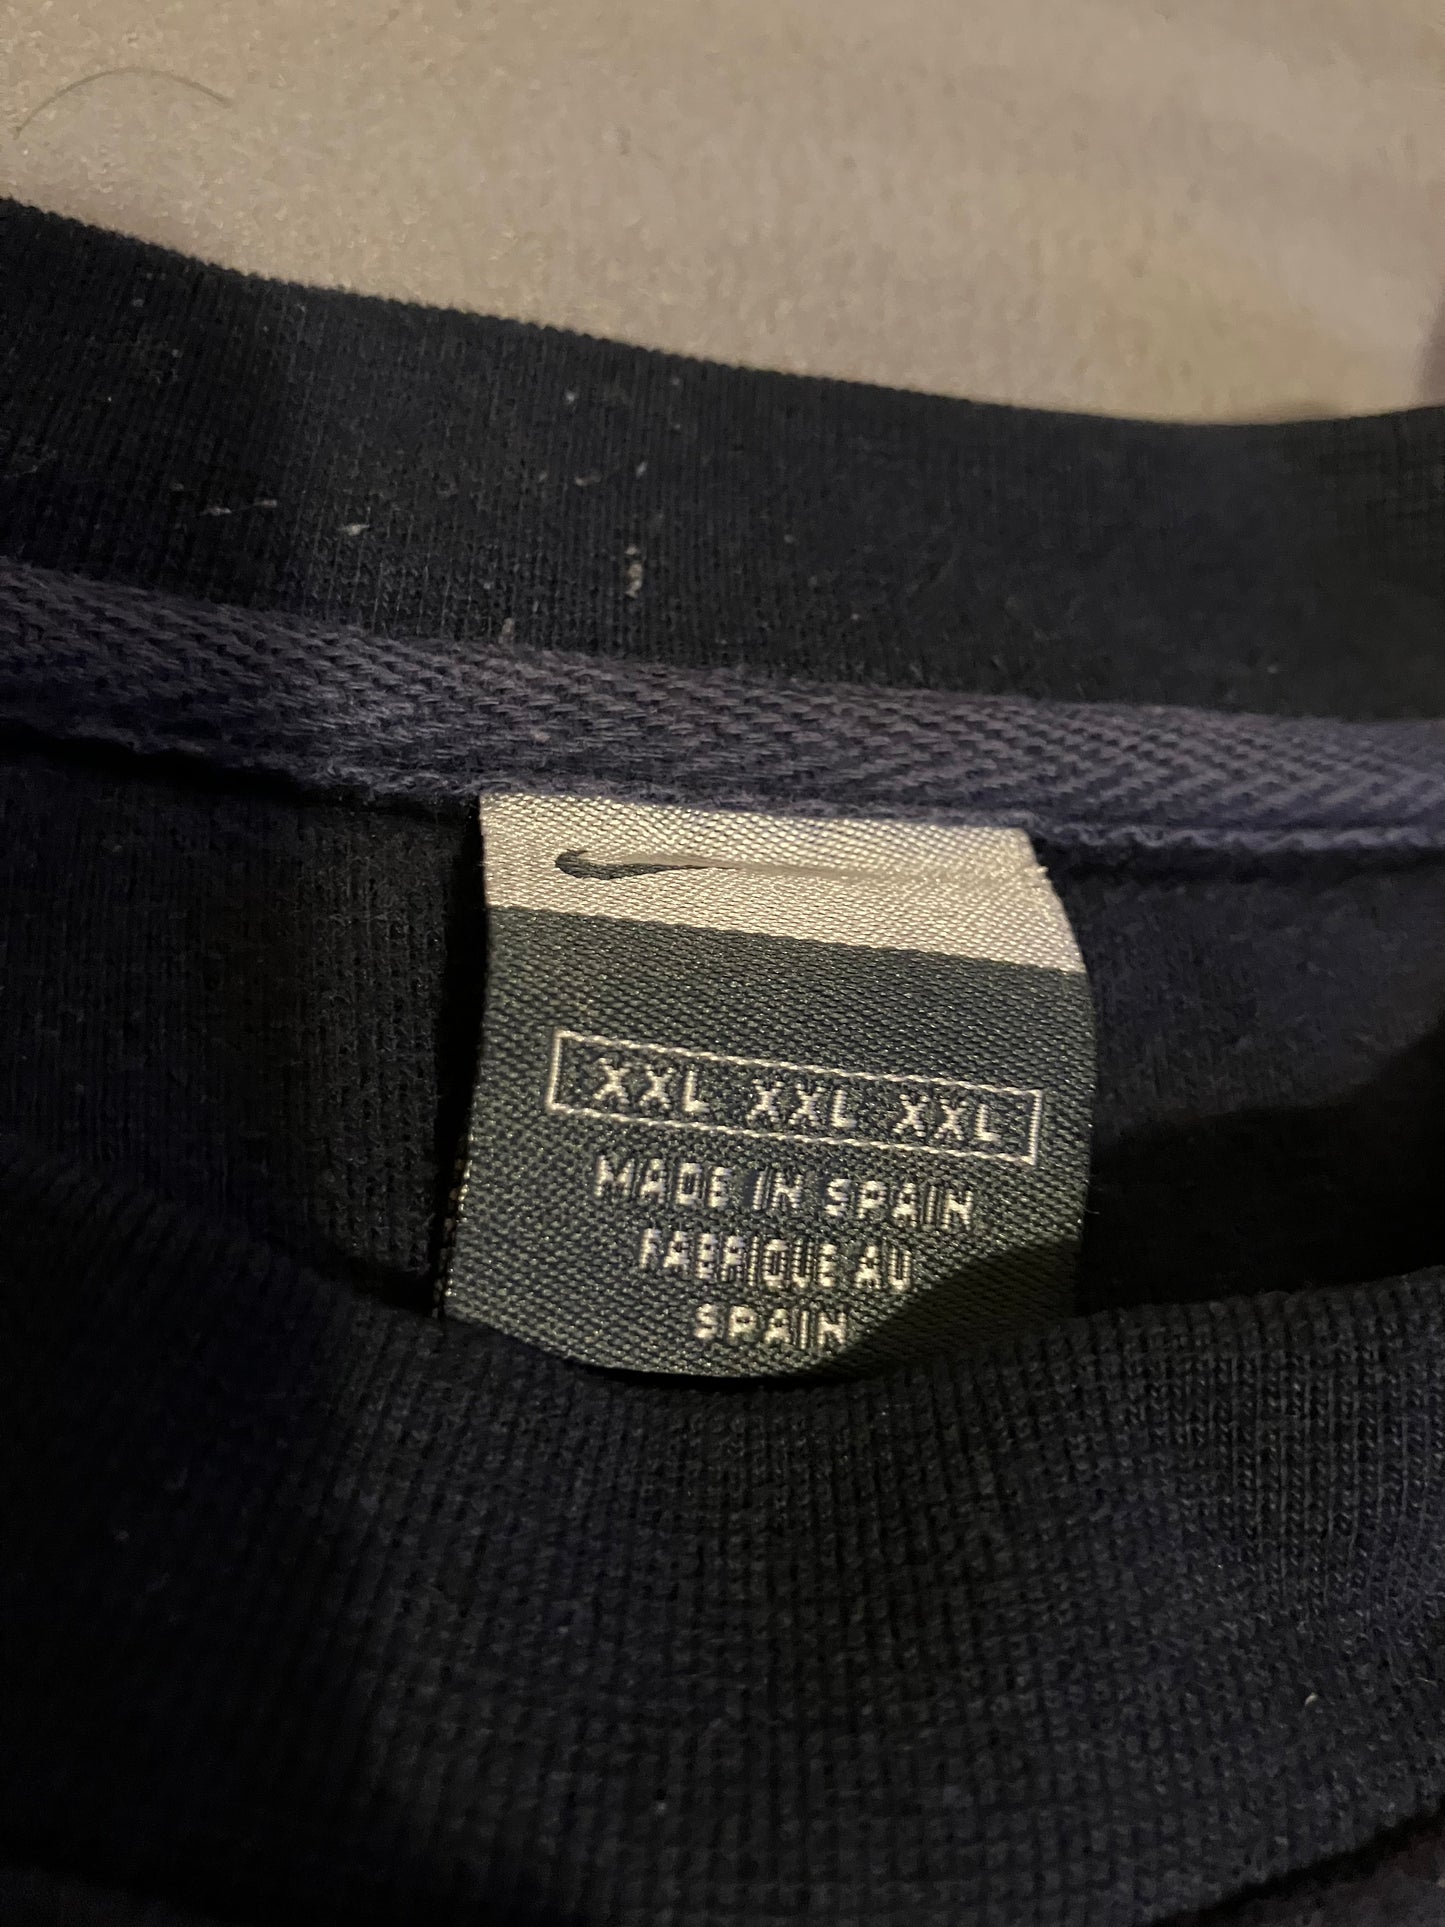 XXL XXL XXL
MADE IN SPAIN
FABRIQUE AU
SPAIN